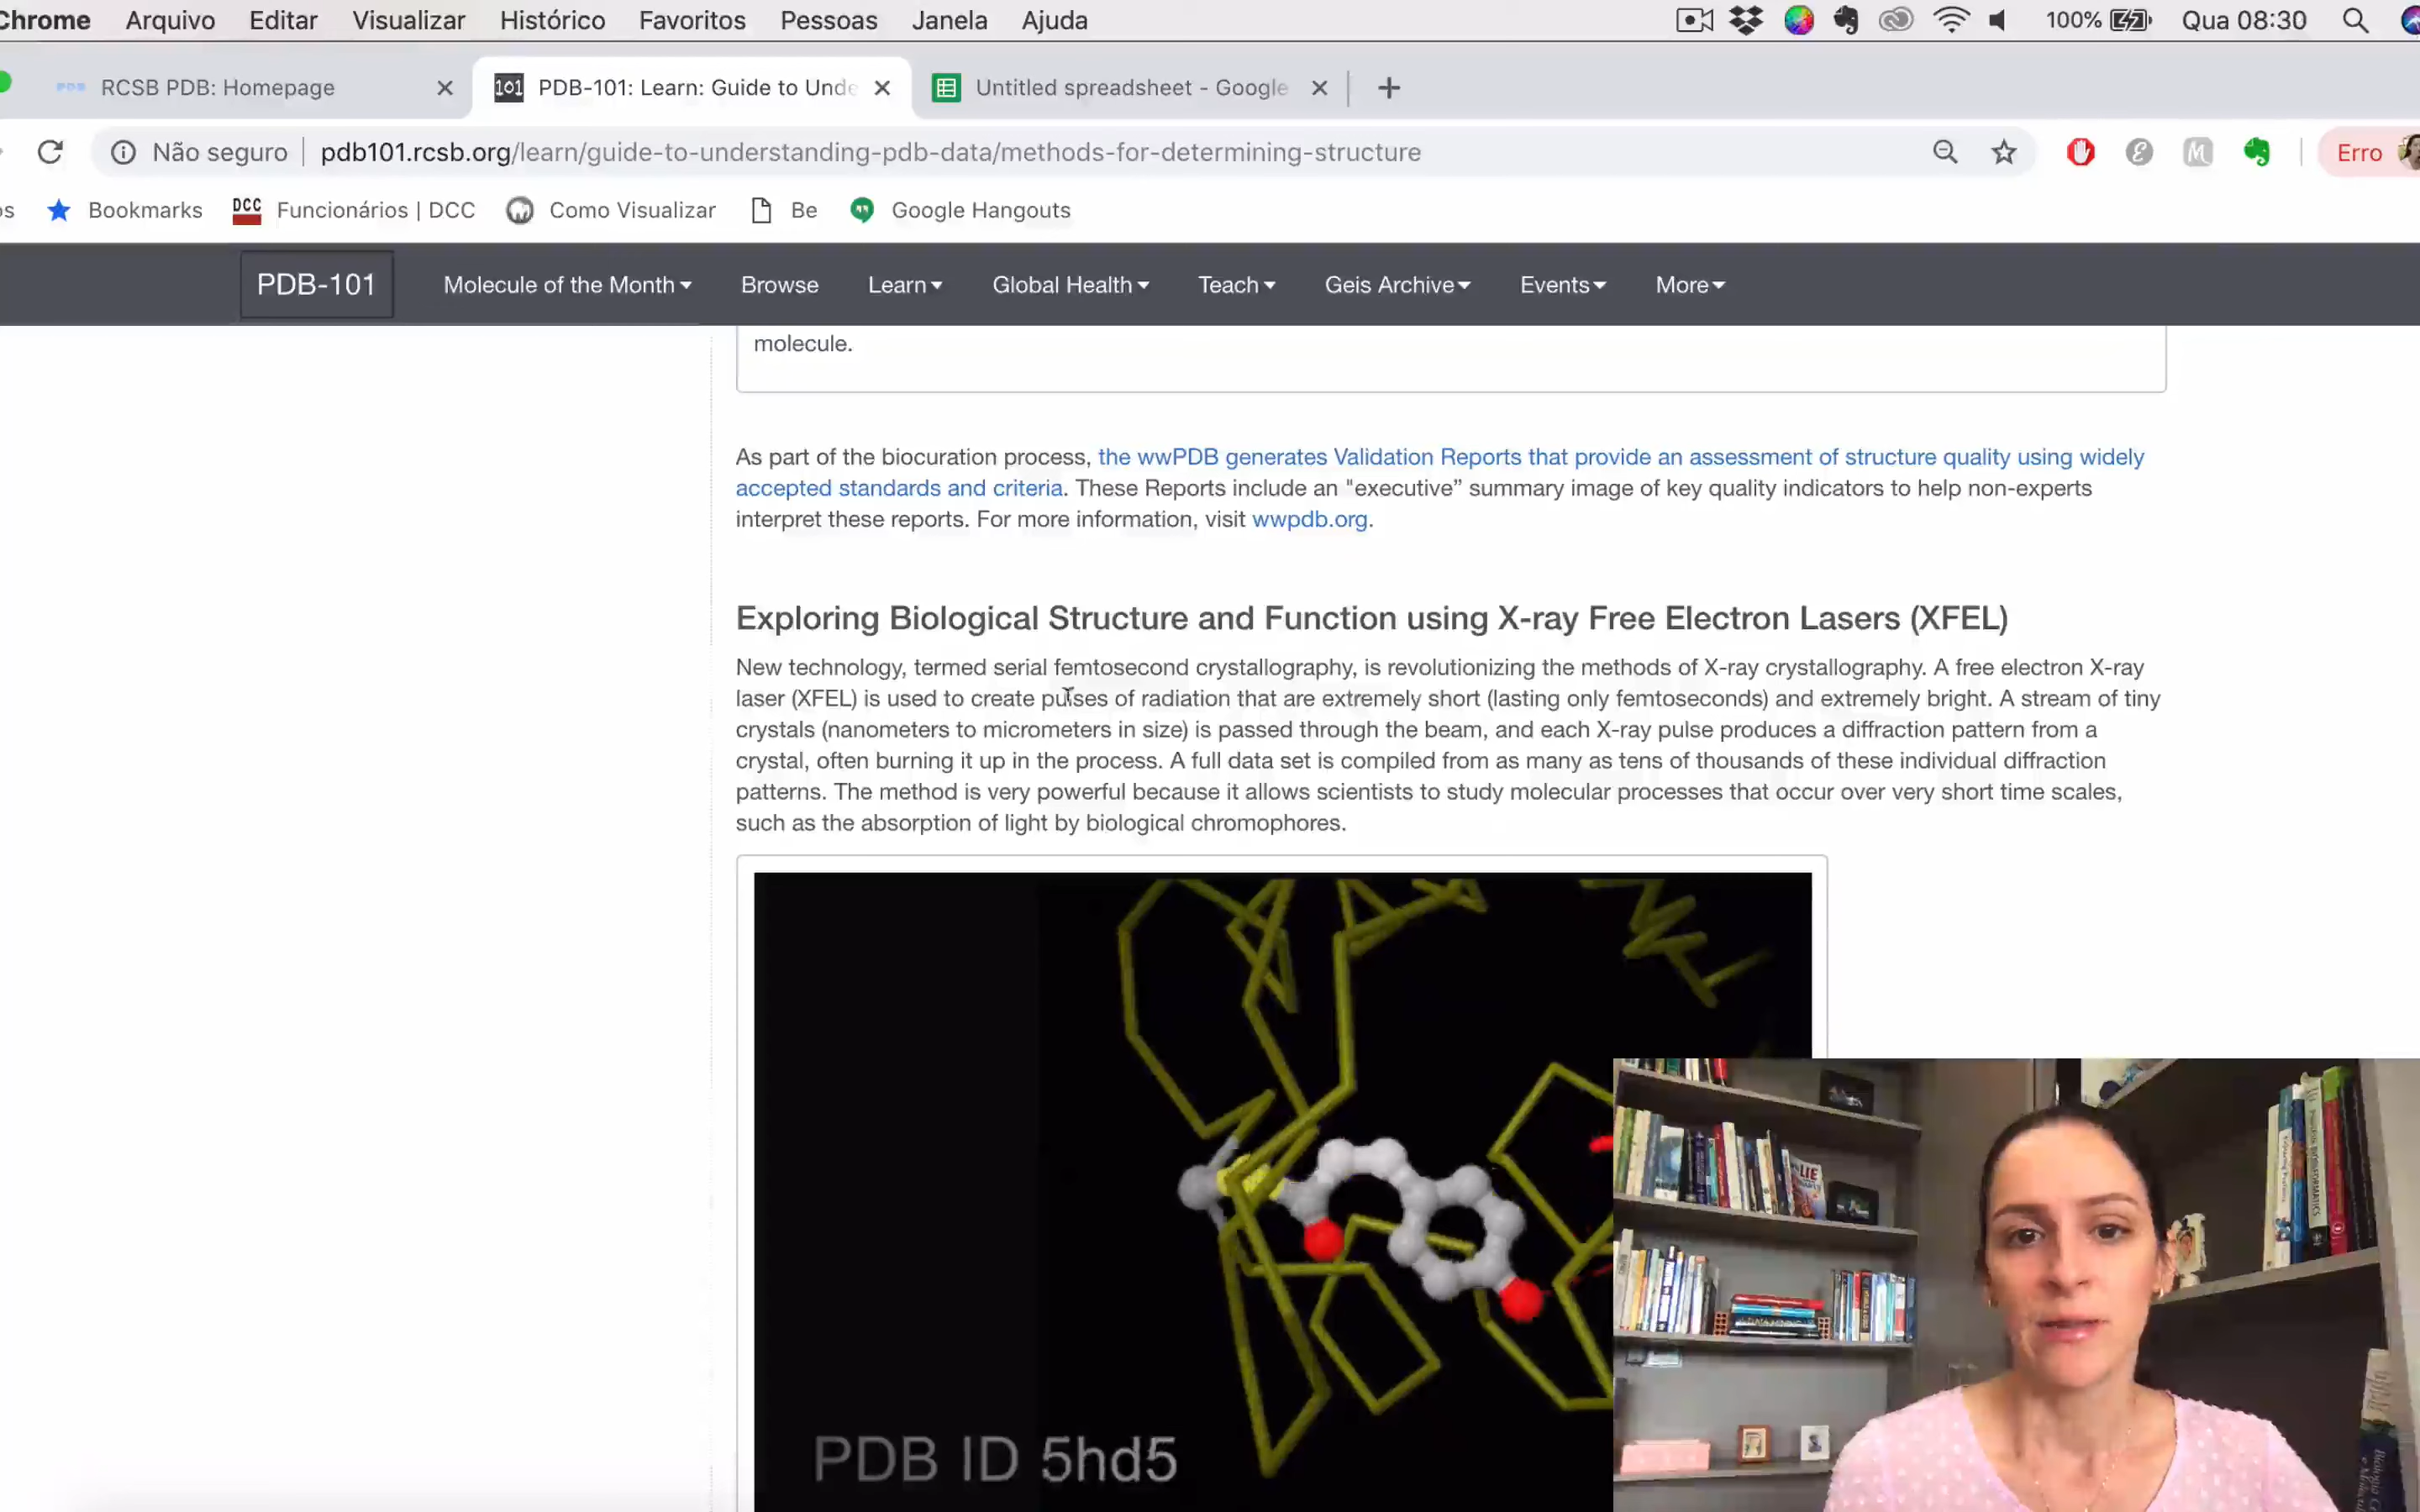 Chrome Arquivo Editar Visualizar Histórico Favoritos Pessoas Janela Ajuda 100% Qua 08:30
RCSB PDB: Homepage PDB-101: Learn: Guide to Unde Untitled spreadsheet - Google
Não seguro pdb101.rcsb.org/learn/guide-to-understanding-pdb-data/methods-for-determining-structure Erro
Bookmarks DCC Funcionários | DCC Como Visualizar Be Google Hangouts
PDB-101 Molecule of the Month Browse Learn Global Health Teach Geis Archive Events More
molecule.
As part of the biocuration process, the wwPDB generates Validation Reports that provide an assessment of structure quality using widely
accepted standards and criteria. These Reports include an "executive” summary image of key quality indicators to help non-experts
interpret these reports. For more information, visit wwpdb.org.
Exploring Biological Structure and Function using X-ray Free Electron Lasers (XFEL)
New technology, termed serial femtosecond crystallography, is revolutionizing the methods of X-ray crystallography. A free electron X-ray
laser (XFEL) is used to create pulses of radiation that are extremely short (lasting only femtoseconds) and extremely bright. A stream of tiny
crystals (nanometers to micrometers in size) is passed through the beam, and each X-ray pulse produces a diffraction pattern from a
crystal, often burning it up in the process. A full data set is compiled from as many as tens of thousands of these individual diffraction
patterns. The method is very powerful because it allows scientists to study molecular processes that occur over very short time scales,
such as the absorption of light by biological chromophores.
PDB ID 5hd5